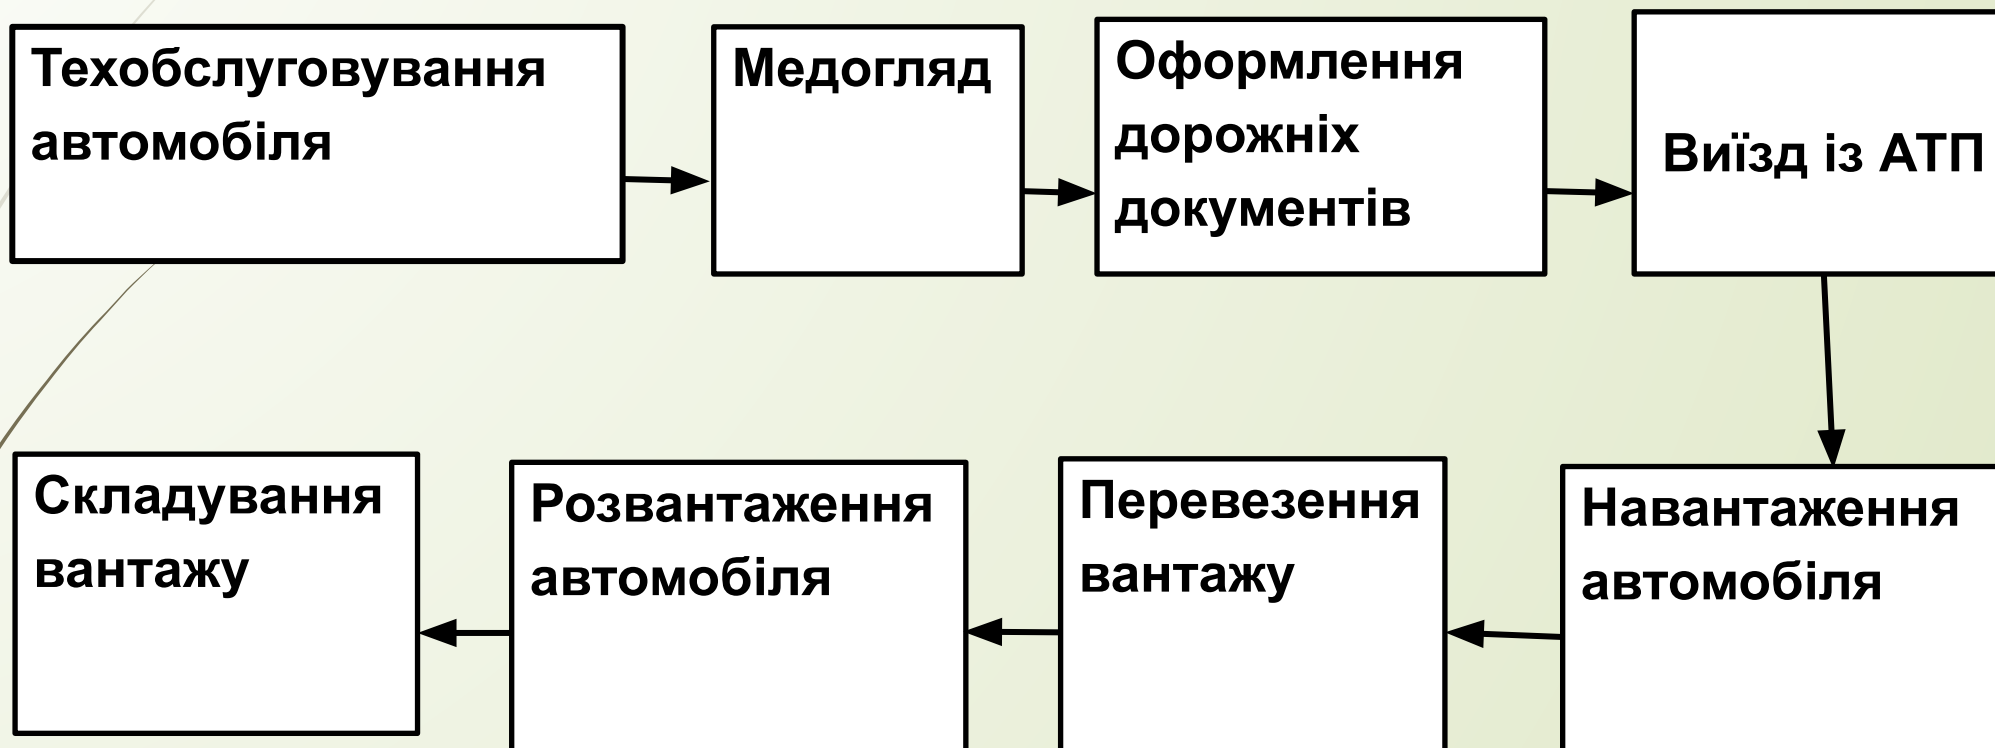 Техобслуговування
автомобіля
Медогляд
Оформлення
дорожніх
документів
Виїзд із АТП
Складування
вантажу
Розвантаження
автомобіля
Перевезення
вантажу
Навантаження
автомобіля